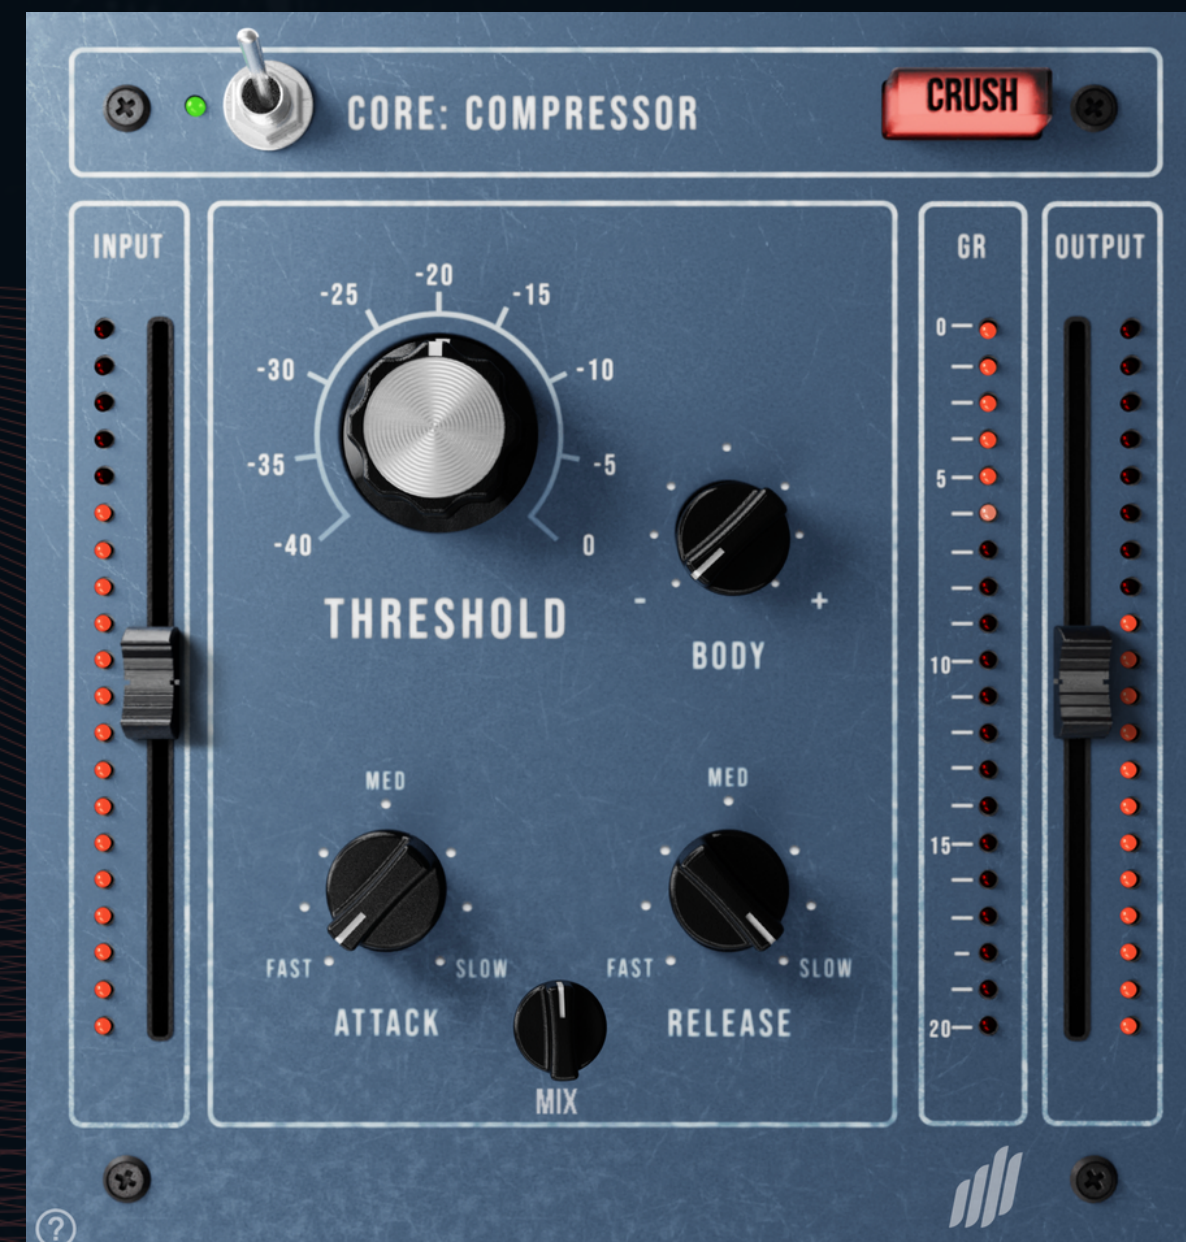 CORE: COMPRESSOR
CRUSH
INPUT
GR
OUTPUT
-20
-25
-15
-30
-10
-35
-5
-40
0
THRESHOLD
- +
BODY
0
5
10
15
20
MED
MED
FAST
SLOW
FAST
SLOW
ATTACK
RELEASE
MIX
?